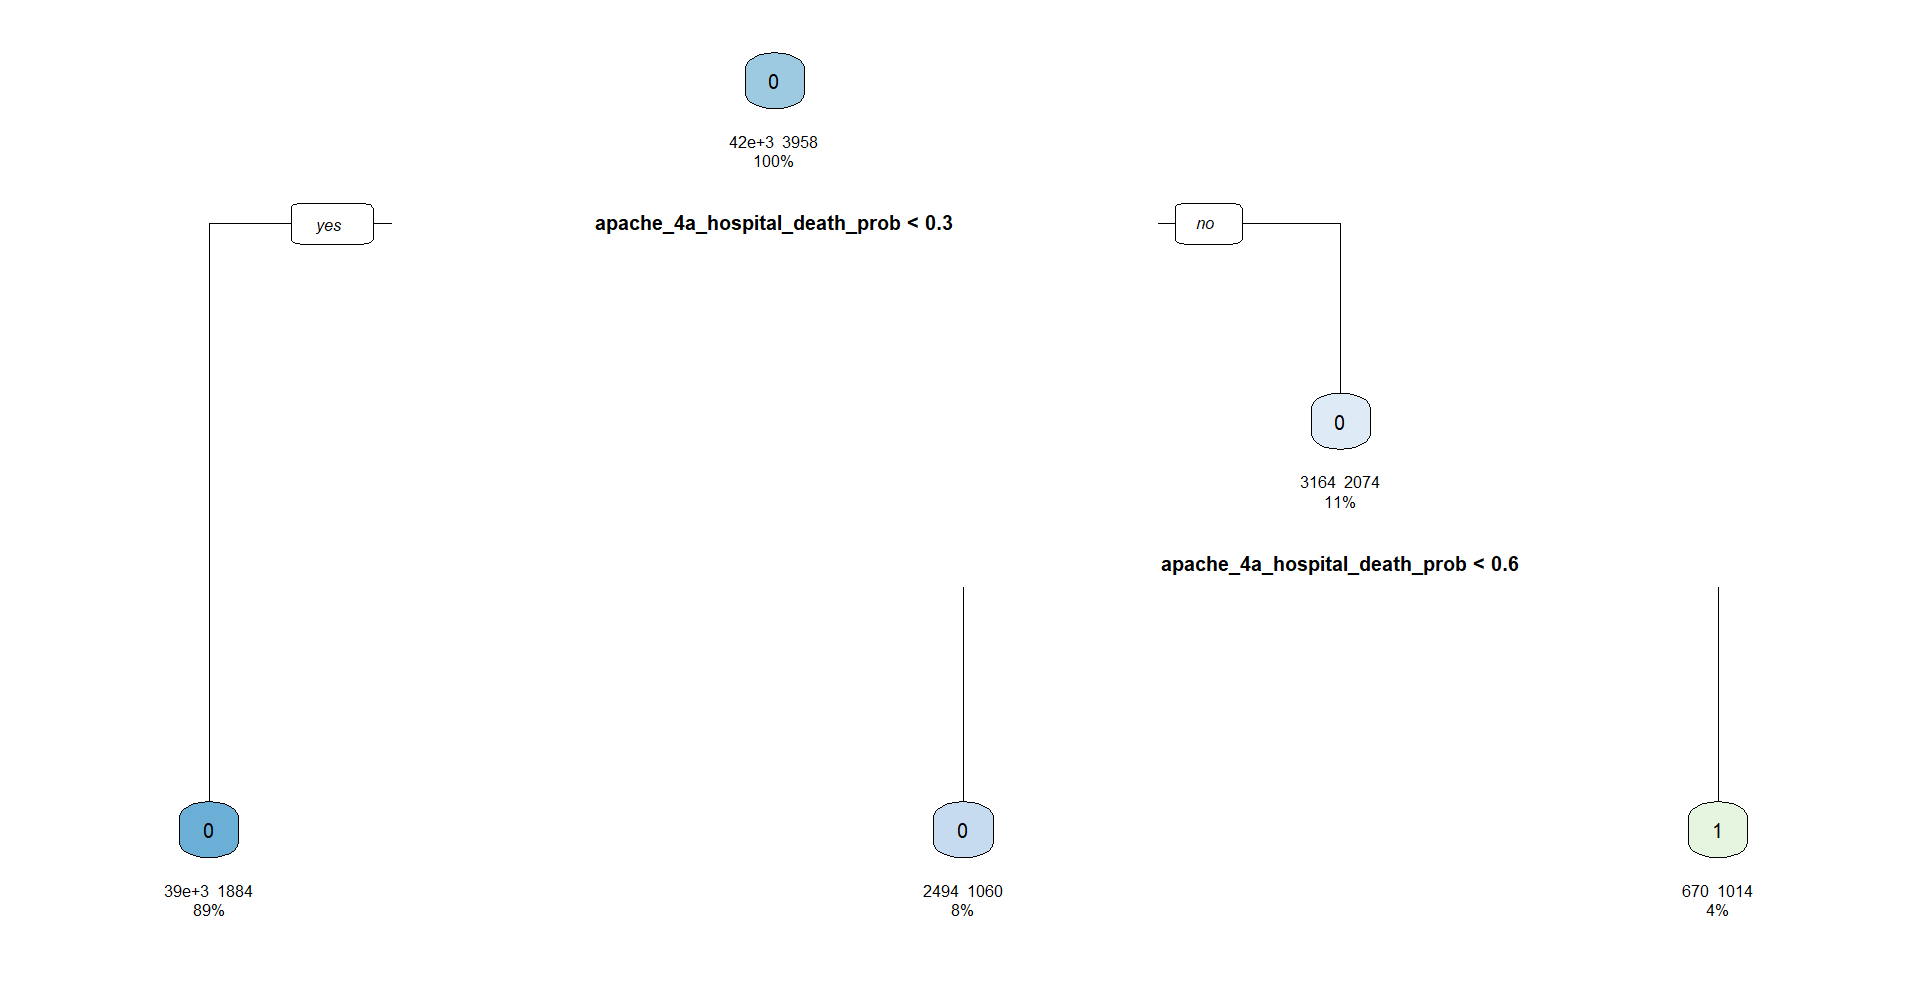 0
42e+3 3958
100%
yes
apache_4a_hospital_death_prob < 0.3
no
0
3164 2074
11%
apache_4a_hospital_death_prob < 0.6
0
39e+3 1884
89%
0
2494 1060
8%
1
670 1014
4%